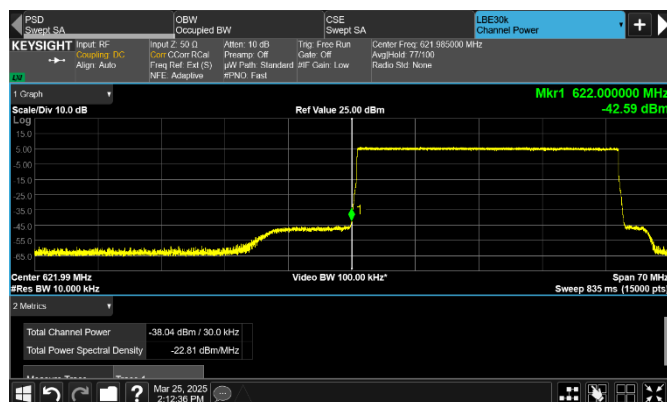 PSD
Swept SA
OBW
Occupied BW
CSE
Swept SA
LBE30k
Channel Power
KEYSIGHT
Input: RF
Coupling: DC
Align: Auto
Input Z: 50 Ω
Corr CCorr RCal
Freq Ref: Ext (S)
NFE: Adaptive
Atten: 10 dB
Preamp: Off
µW Path: Standard
#PNO: Fast
Trig: Free Run
Gate: Off
#IF Gain: Low
Center Freq: 621.985000 MHz
Avg|Hold: 77/100
Radio Std: None
1 Graph
Scale/Div 10.0 dB
Ref Value 25.00 dBm
Mkr1 622.000000 MHz
-42.59 dBm
Log
15.0
5.00
-5.00
-15.0
-25.0
-35.0
-45.0
-55.0
-65.0
1
Center 621.99 MHz
#Res BW 10.000 kHz
Video BW 100.00 kHz*
Span 70 MHz
Sweep 835 ms (15000 pts)
2 Metrics
Total Channel Power -38.04 dBm / 30.0 kHz
Total Power Spectral Density -22.81 dBm/MHz
Mar 25, 2025
2:12:36 PM